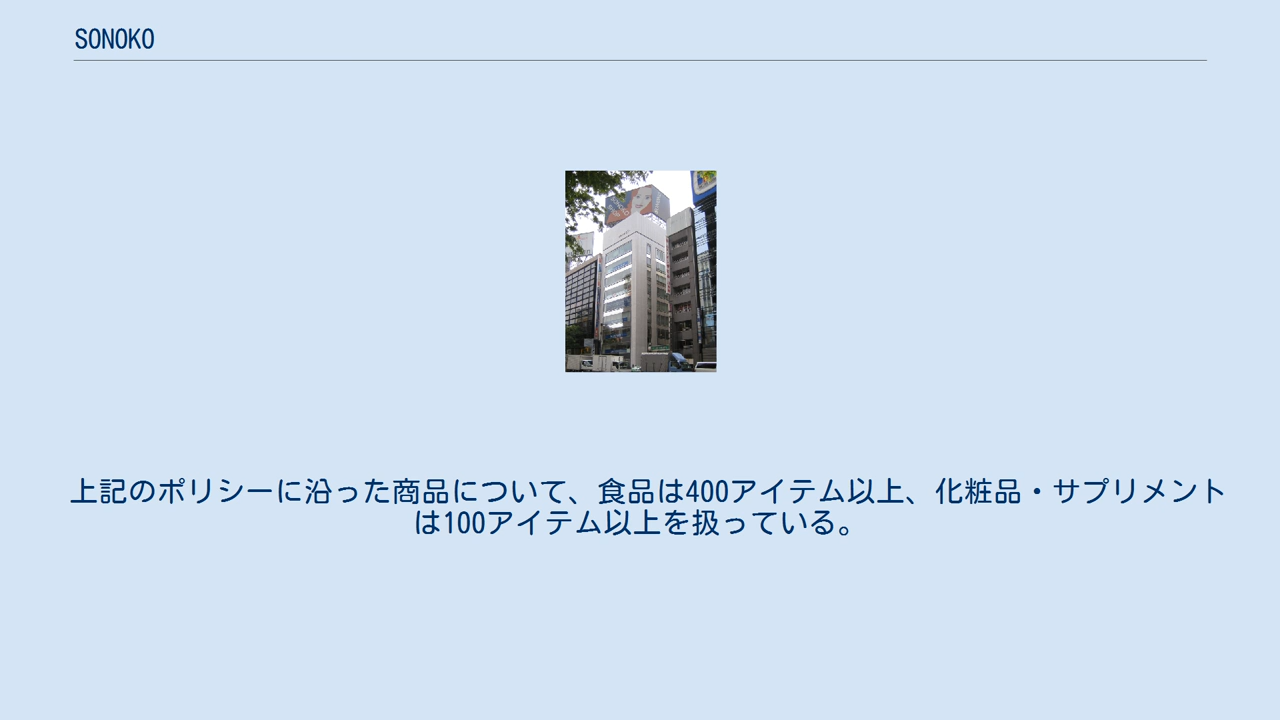 SONOKO
上記のポリシーに沿った商品について、食品は400アイテム以上、化粧品・サプリメント
は100アイテム以上を扱っている。